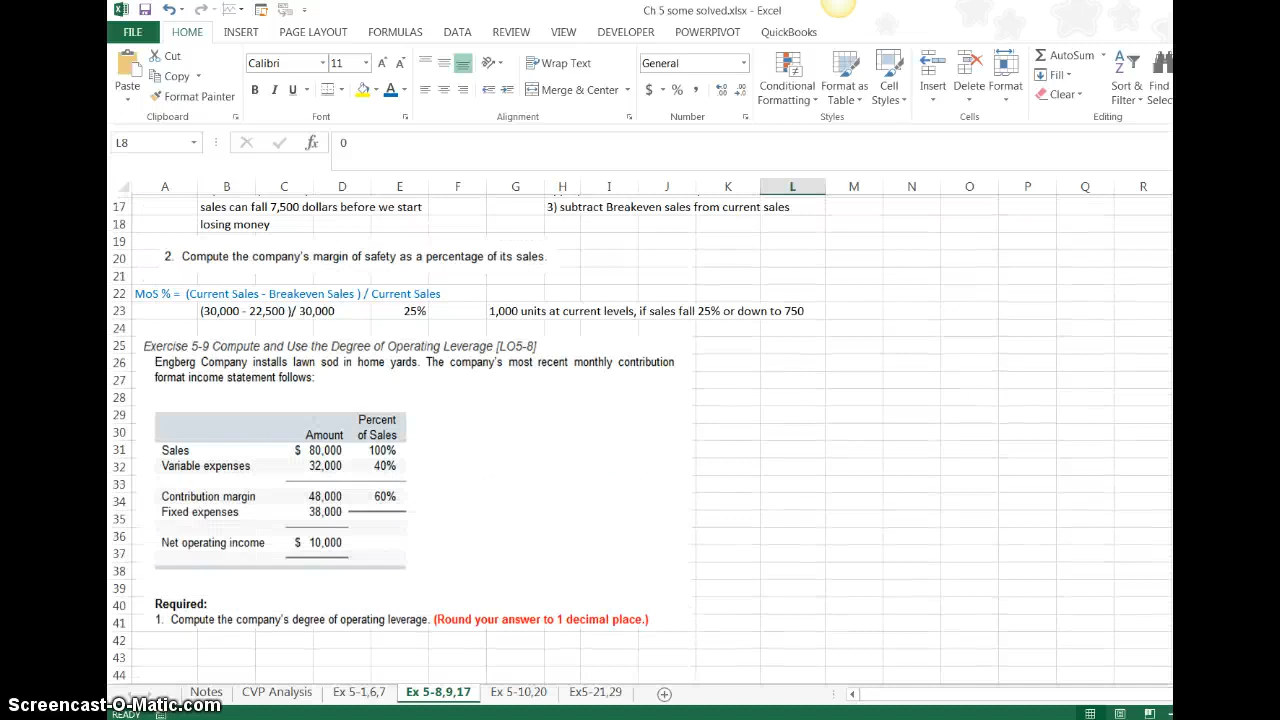 Ch 5 some solved.xlsx - Excel
FILE HOME INSERT PAGE LAYOUT FORMULAS DATA REVIEW VIEW DEVELOPER POWERPIVOT QuickBooks
Paste
Cut
Copy
Format Painter
Clipboard
Calibri 11
B I U
Font
Wrap Text
Merge & Center
Alignment
General
$ % ,
Number
Conditional Formatting
Format as Table
Cell Styles
Styles
Insert Delete Format
Cells
AutoSum
Fill
Clear
Sort & Filter
Find
Editing
L8 fx 0
A B C D E F G H I J K L M N O P Q R
17 sales can fall 7,500 dollars before we start 3) subtract Breakeven sales from current sales
18 losing money
19
20 2. Compute the company's margin of safety as a percentage of its sales.
21
22 MoS % = (Current Sales - Breakeven Sales ) / Current Sales
23 (30,000 - 22,500 )/ 30,000 25% 1,000 units at current levels, if sales fall 25% or down to 750
24
25 Exercise 5-9 Compute and Use the Degree of Operating Leverage [LO5-8]
26 Engberg Company installs lawn sod in home yards. The company's most recent monthly contribution
27 format income statement follows:
28
29 Percent
30 Amount of Sales
31 Sales $ 80,000 100%
32 Variable expenses 32,000 40%
33
34 Contribution margin 48,000 60%
35 Fixed expenses 38,000
36
37 Net operating income $ 10,000
38
39
40 Required:
41 1. Compute the company's degree of operating leverage. (Round your answer to 1 decimal place.)
42
43
44
Notes CVP Analysis Ex 5-1,6,7 Ex 5-8,9,17 Ex 5-10,20 Ex5-21,29
Screencast-O-Matic.com
READY